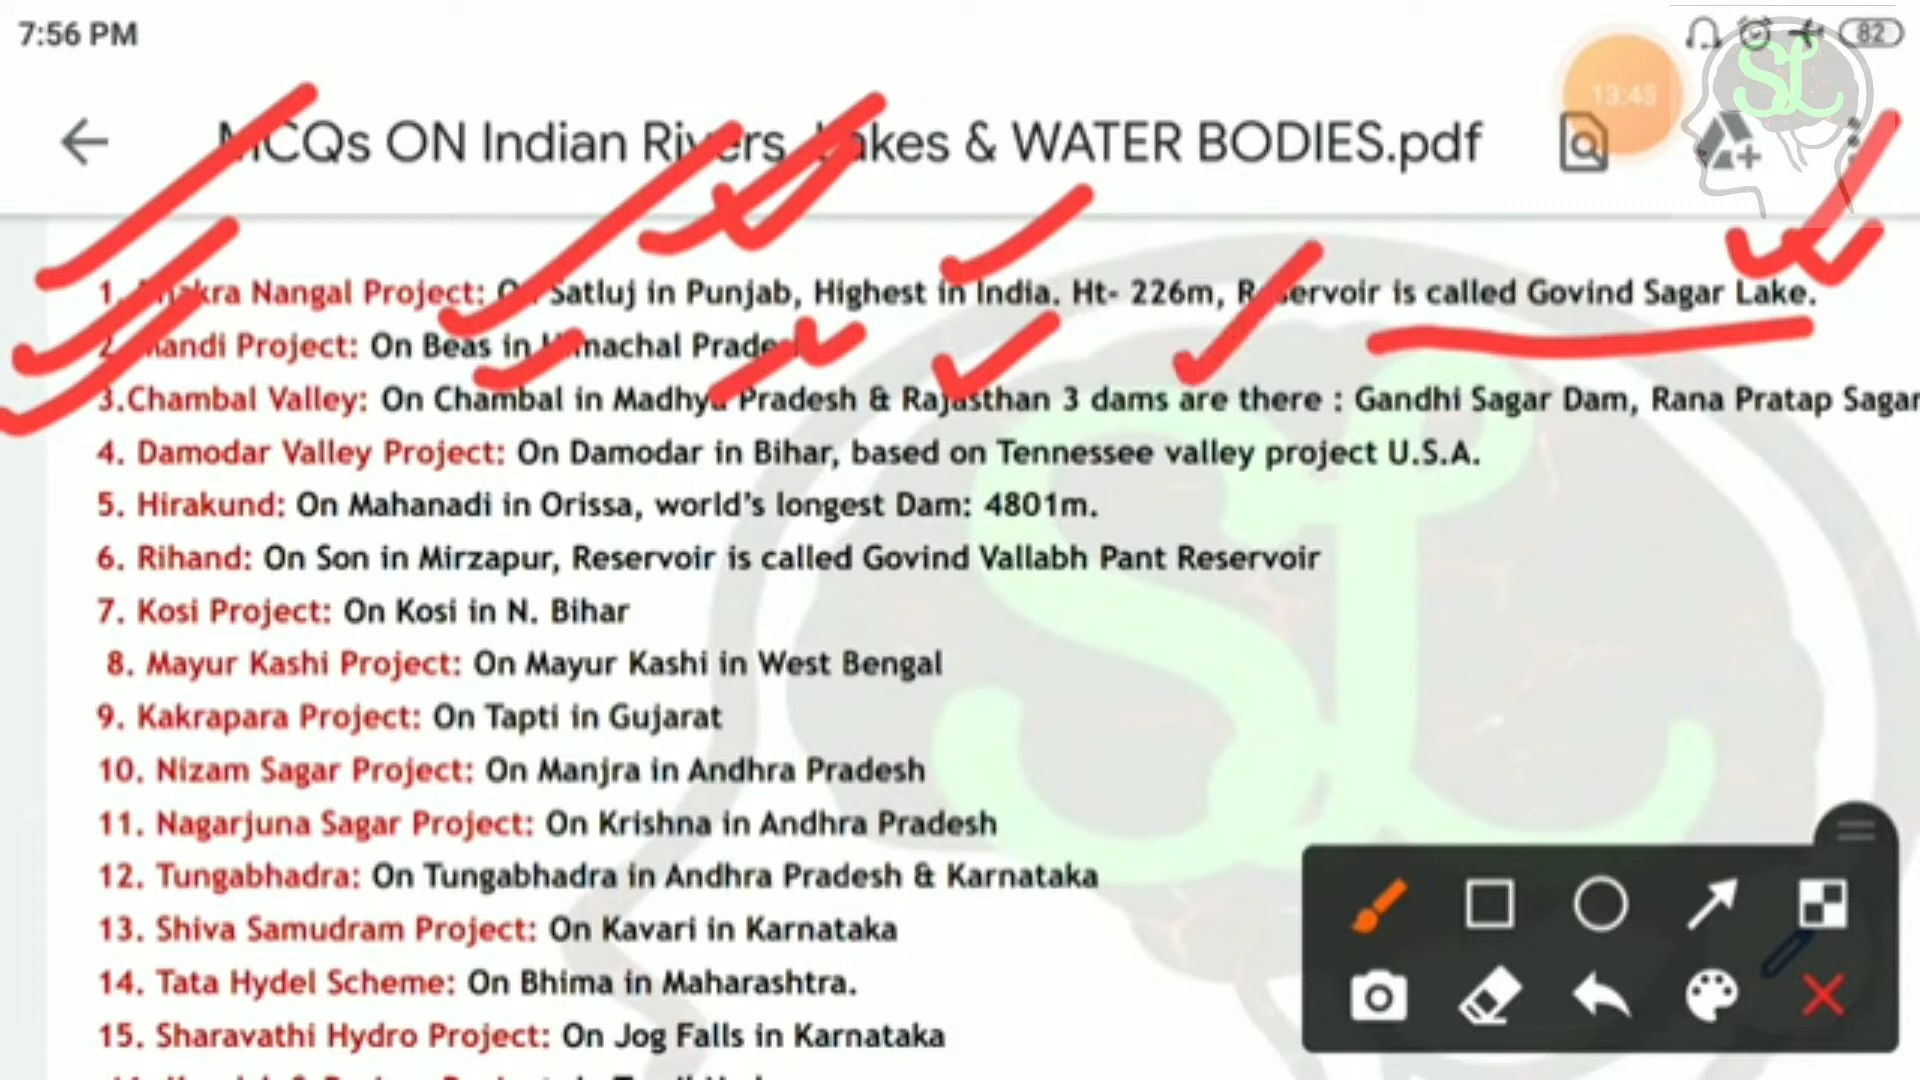 7:56 PM
82
13:48
SL
MCQs ON Indian Rivers, Lakes & WATER BODIES.pdf
1. Bhakra Nangal Project: On Satluj in Punjab, Highest in India. Ht- 226m, Reservoir is called Govind Sagar Lake.
2. Mandi Project: On Beas in Himachal Pradesh
3.Chambal Valley: On Chambal in Madhya Pradesh & Rajasthan 3 dams are there : Gandhi Sagar Dam, Rana Pratap Sagar
4. Damodar Valley Project: On Damodar in Bihar, based on Tennessee valley project U.S.A.
5. Hirakund: On Mahanadi in Orissa, world's longest Dam: 4801m.
6. Rihand: On Son in Mirzapur, Reservoir is called Govind Vallabh Pant Reservoir
7. Kosi Project: On Kosi in N. Bihar
8. Mayur Kashi Project: On Mayur Kashi in West Bengal
9. Kakrapara Project: On Tapti in Gujarat
10. Nizam Sagar Project: On Manjra in Andhra Pradesh
11. Nagarjuna Sagar Project: On Krishna in Andhra Pradesh
12. Tungabhadra: On Tungabhadra in Andhra Pradesh & Karnataka
13. Shiva Samudram Project: On Kavari in Karnataka
14. Tata Hydel Scheme: On Bhima in Maharashtra.
15. Sharavathi Hydro Project: On Jog Falls in Karnataka
SL